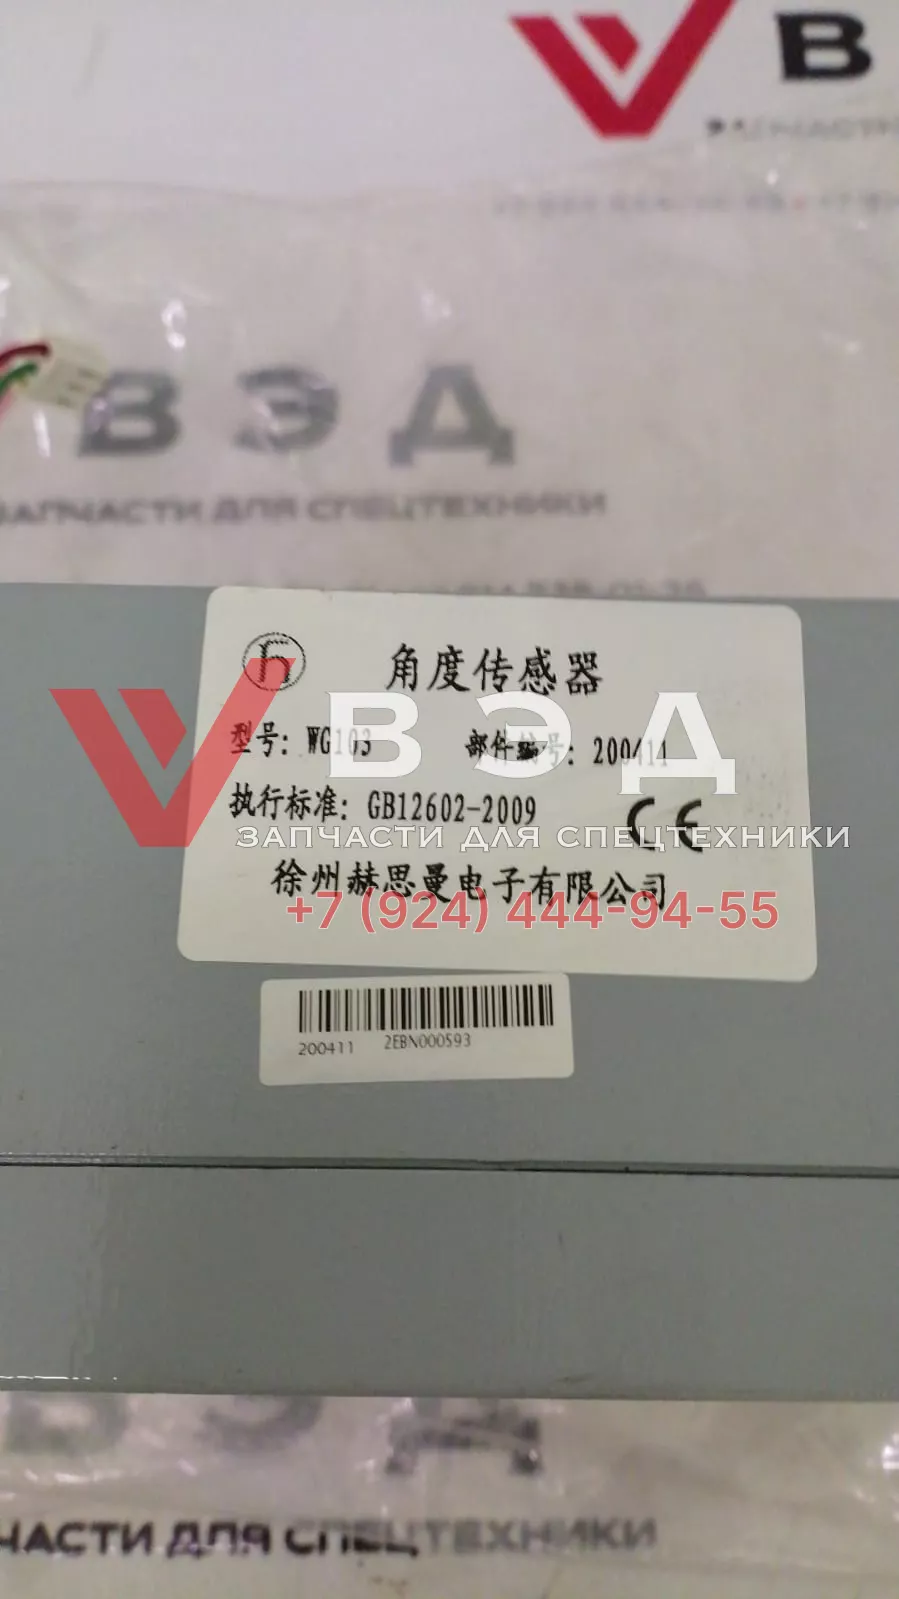 В
ВЭД
ЗАПЧАСТИ ДЛЯ СПЕЦТЕХНИКИ
角度传感器
型号: WG103 部件编号: 200411
ВЭД
执行标准: GB12602-2009 CE
ЗАПЧАСТИ ДЛЯ СПЕЦТЕХНИКИ
徐州赫思曼电子有限公司
+7 (924) 444-94-55
200411 2EBN000593
ЧАСТИ ДЛЯ СПЕЦТЕХНИКИ